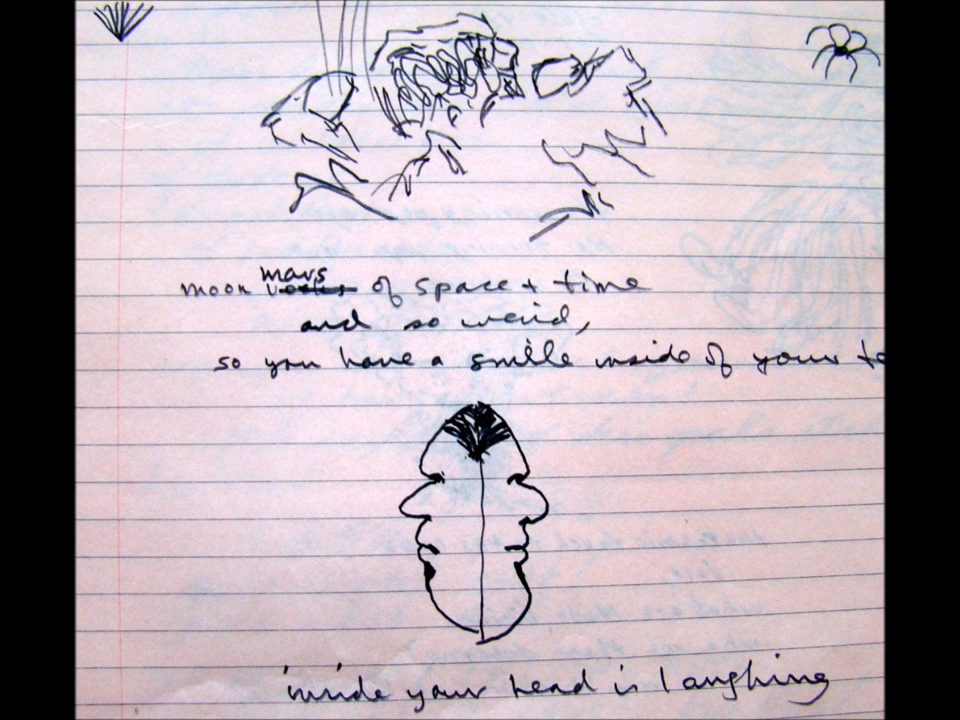 moon mars of space + time
and so weird,
so you have a smile inside of your
inside your head is laughing